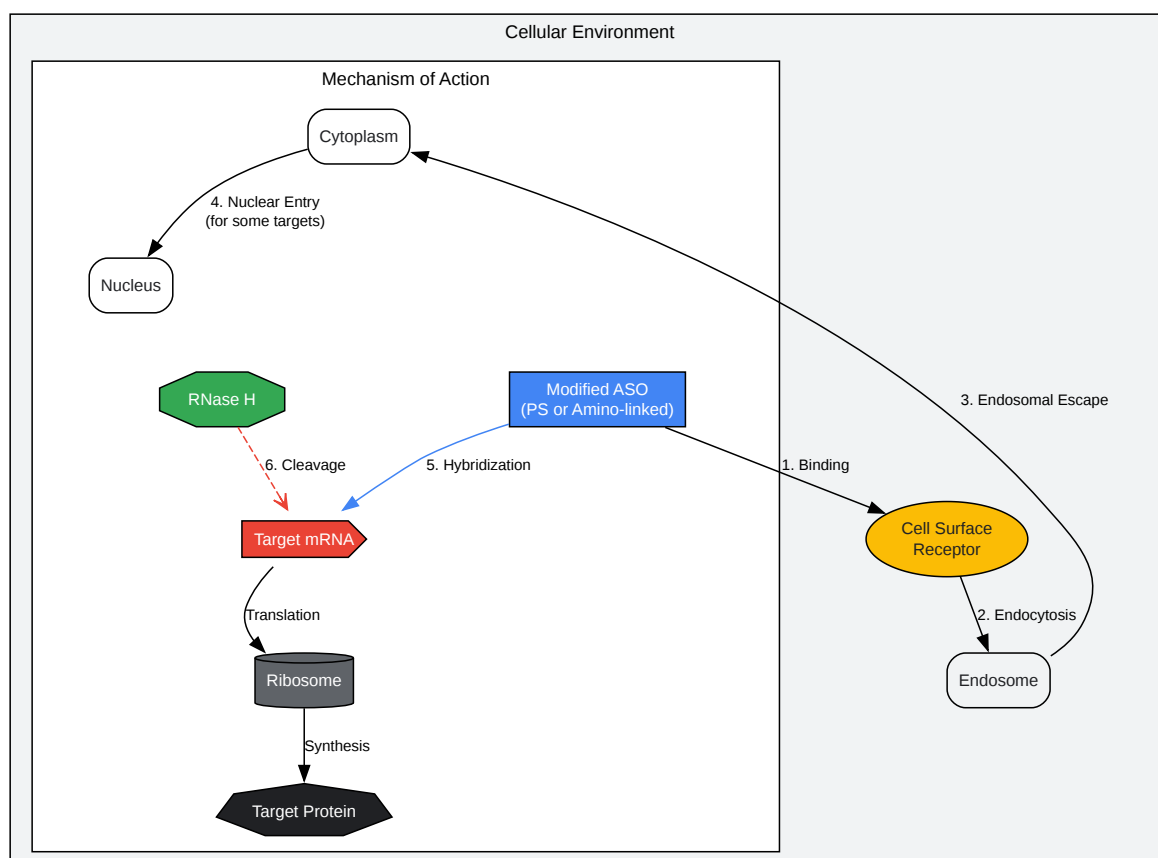 Cellular Environment
Mechanism of Action
Cytoplasm
4. Nuclear Entry
(for some targets)
Nucleus
RNase H
Modified ASO
(PS or Amino-linked)
3. Endosomal Escape
6. Cleavage
5. Hybridization
1. Binding
Target mRNA
Cell Surface
Receptor
Translation
2. Endocytosis
Ribosome
Endosome
Synthesis
Target Protein